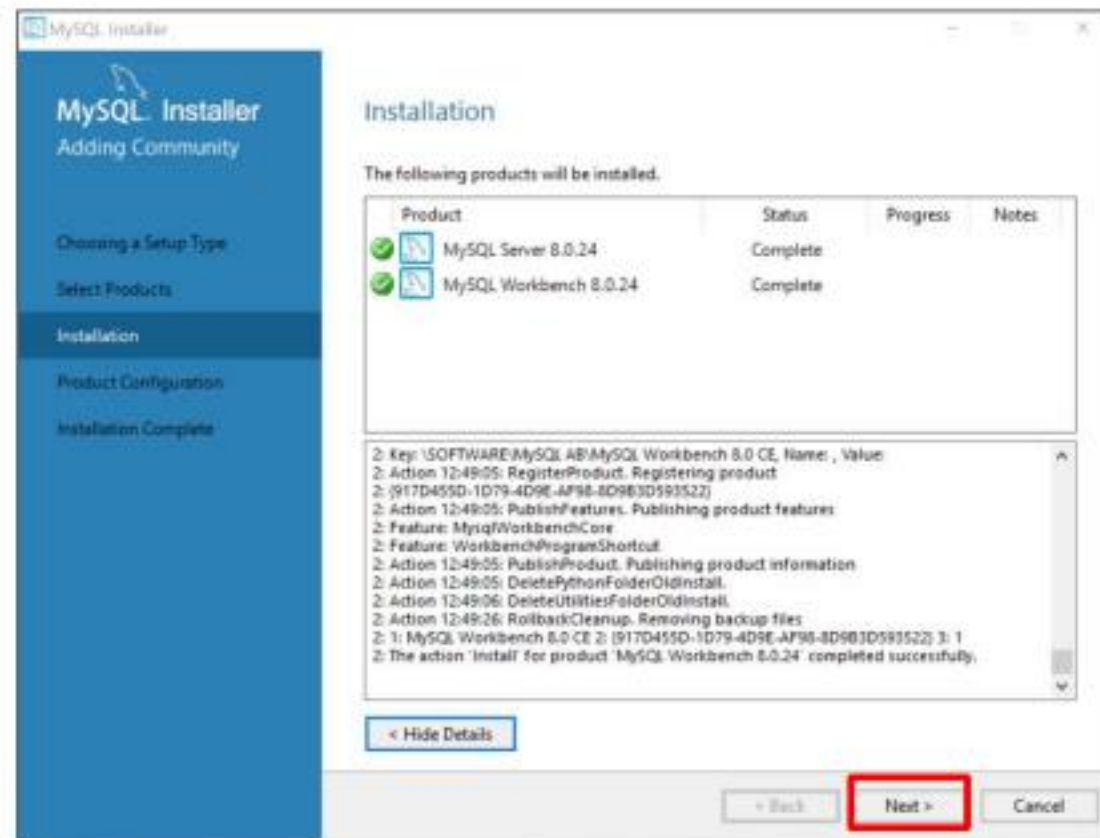 MySQL Installer
MySQL. Installer
Adding Community
Choosing a Setup Type
Select Products
Installation
Product Configuration
Installation Complete
Installation
The following products will be installed.
Product Status Progress Notes
MySQL Server 8.0.24 Complete
MySQL Workbench 8.0.24 Complete
2: Key: \SOFTWARE\MySQL AB\MySQL Workbench 8.0 CE, Name: , Value:
2: Action 12:49:05: RegisterProduct. Registering product
2: {917D455D-1D79-4D9E-AF98-8D9B3D593522}
2: Action 12:49:05: PublishFeatures. Publishing product features
2: Feature: MysqlWorkbenchCore
2: Feature: WorkbenchProgramShortcut
2: Action 12:49:05: PublishProduct. Publishing product information
2: Action 12:49:05: DeletePythonFolderOldInstall.
2: Action 12:49:06: DeleteUtilitiesFolderOldInstall.
2: Action 12:49:26: RollbackCleanup. Removing backup files
2: 1: MySQL Workbench 8.0 CE 2: {917D455D-1D79-4D9E-AF98-8D9B3D593522} 3: 1
2: The action 'Install' for product 'MySQL Workbench 8.0.24' completed successfully.
< Hide Details
< Back Next > Cancel